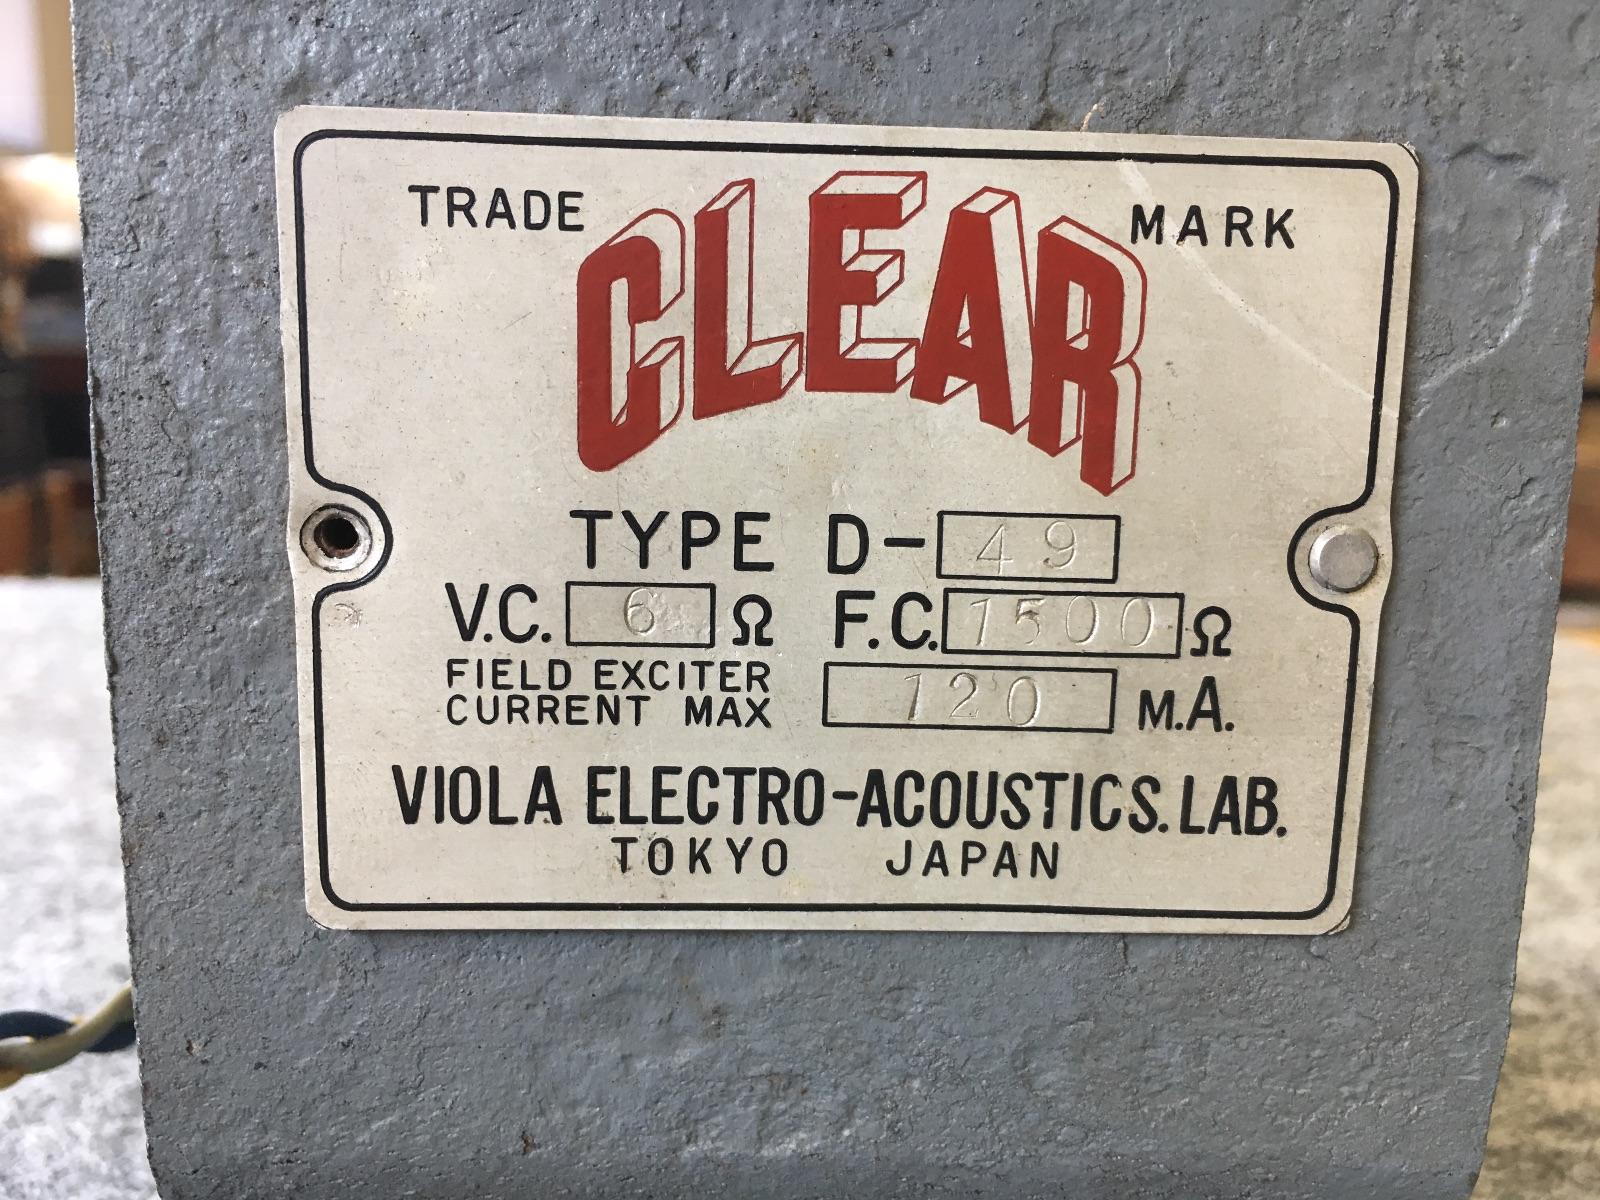 TRADE CLEAR MARK
TYPE D-49
V.C. 6 Ω F.C. 1500 Ω
FIELD EXCITER
CURRENT MAX 120 M.A.
VIOLA ELECTRO-ACOUSTICS. LAB.
TOKYO JAPAN